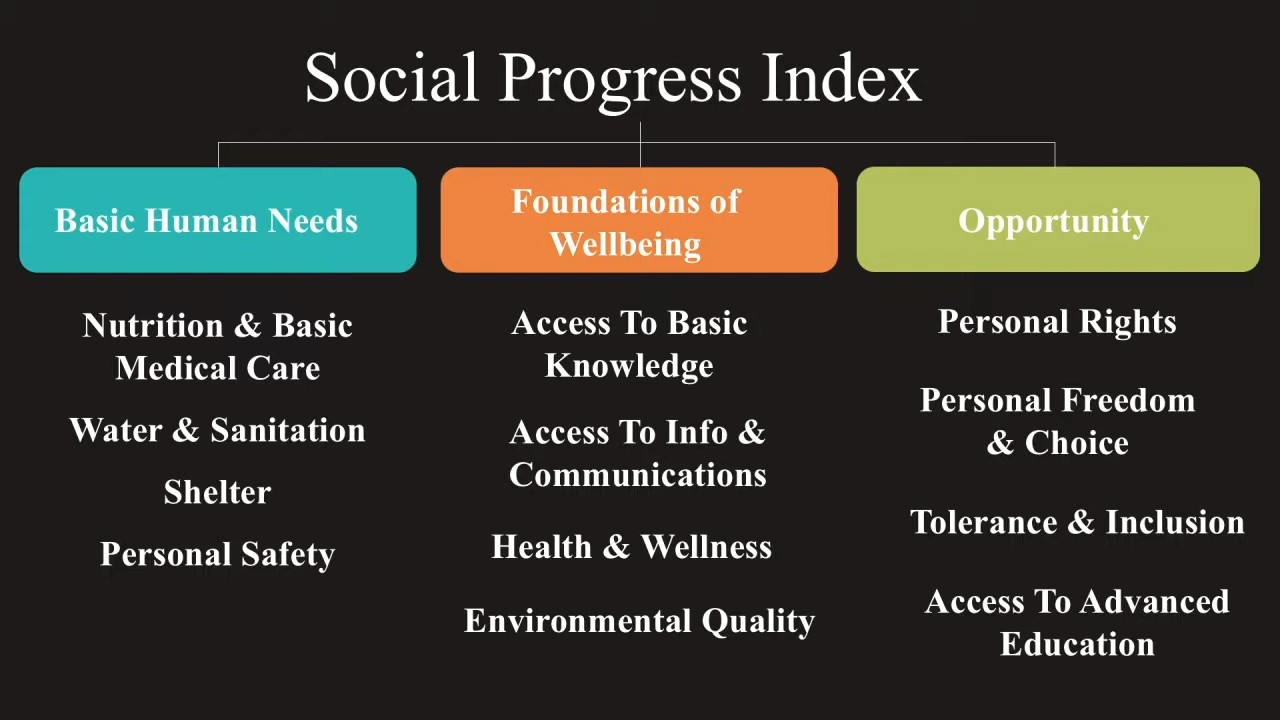 Social Progress Index
Basic Human Needs
Nutrition & Basic
Medical Care
Water & Sanitation
Shelter
Personal Safety
Foundations of
Wellbeing
Access To Basic
Knowledge
Access To Info &
Communications
Health & Wellness
Environmental Quality
Opportunity
Personal Rights
Personal Freedom
& Choice
Tolerance & Inclusion
Access To Advanced
Education